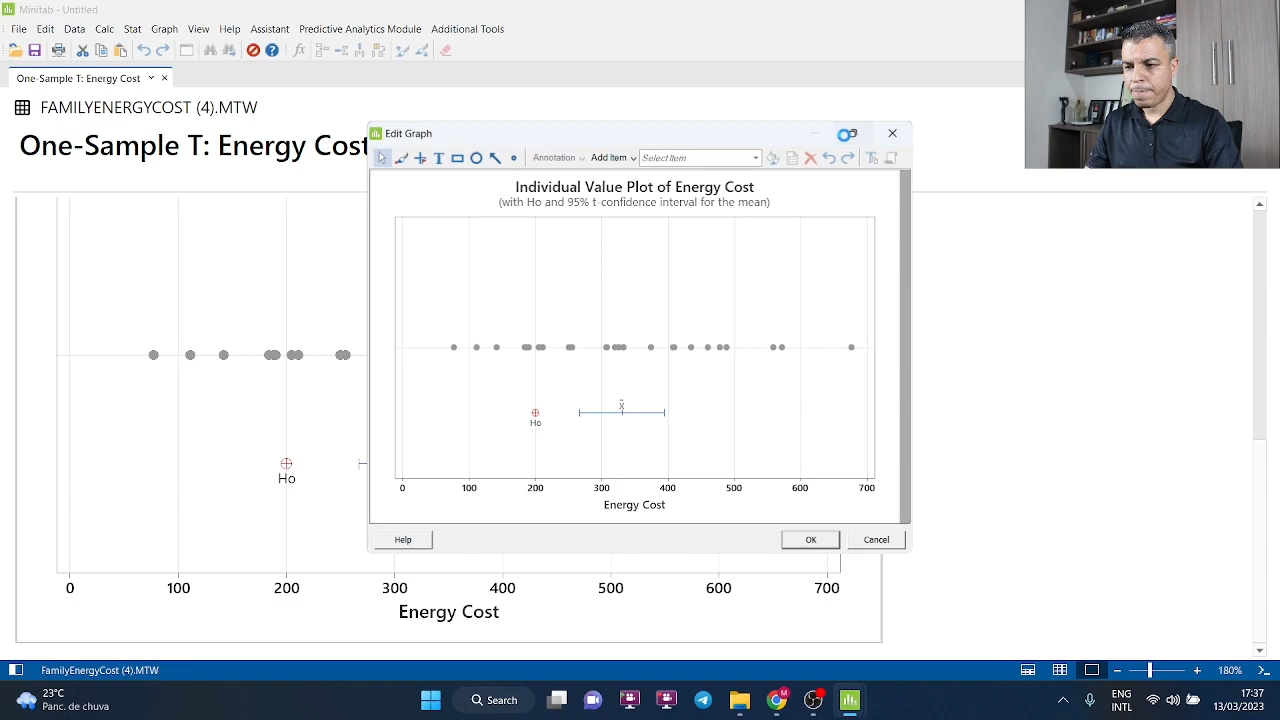 Minitab - Untitled
File Edit Data Calc Stat Graph View Help Assistant Predictive Analytics Module Additional Tools
One-Sample T: Energy Cost
FAMILYENERGYCOST (4).MTW
One-Sample T: Energy Cost
Edit Graph
Annotation Add Item Select Item
Individual Value Plot of Energy Cost
(with Ho and 95% t-confidence interval for the mean)
X
Ho
0 100 200 300 400 500 600 700
Energy Cost
Help OK Cancel
Ho
0 100 200 300 400 500 600 700
Energy Cost
FamilyEnergyCost (4).MTW
180%
23°C
Panc. de chuva
Search
M
ENG
INTL
17:37
13/03/2023